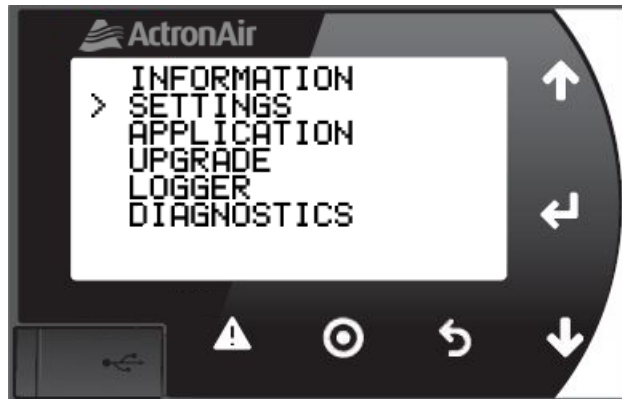 ActronAir
INFORMATION
> SETTINGS
APPLICATION
UPGRADE
LOGGER
DIAGNOSTICS